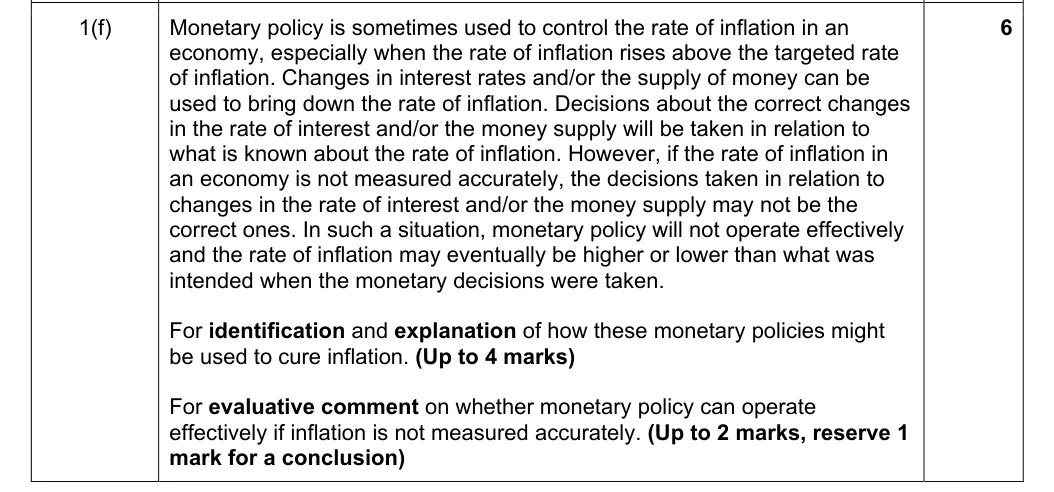 1(f) Monetary policy is sometimes used to control the rate of inflation in an 6
economy, especially when the rate of inflation rises above the targeted rate
of inflation. Changes in interest rates and/or the supply of money can be
used to bring down the rate of inflation. Decisions about the correct changes
in the rate of interest and/or the money supply will be taken in relation to
what is known about the rate of inflation. However, if the rate of inflation in
an economy is not measured accurately, the decisions taken in relation to
changes in the rate of interest and/or the money supply may not be the
correct ones. In such a situation, monetary policy will not operate effectively
and the rate of inflation may eventually be higher or lower than what was
intended when the monetary decisions were taken.
For identification and explanation of how these monetary policies might
be used to cure inflation. (Up to 4 marks)
For evaluative comment on whether monetary policy can operate
effectively if inflation is not measured accurately. (Up to 2 marks, reserve 1
mark for a conclusion)